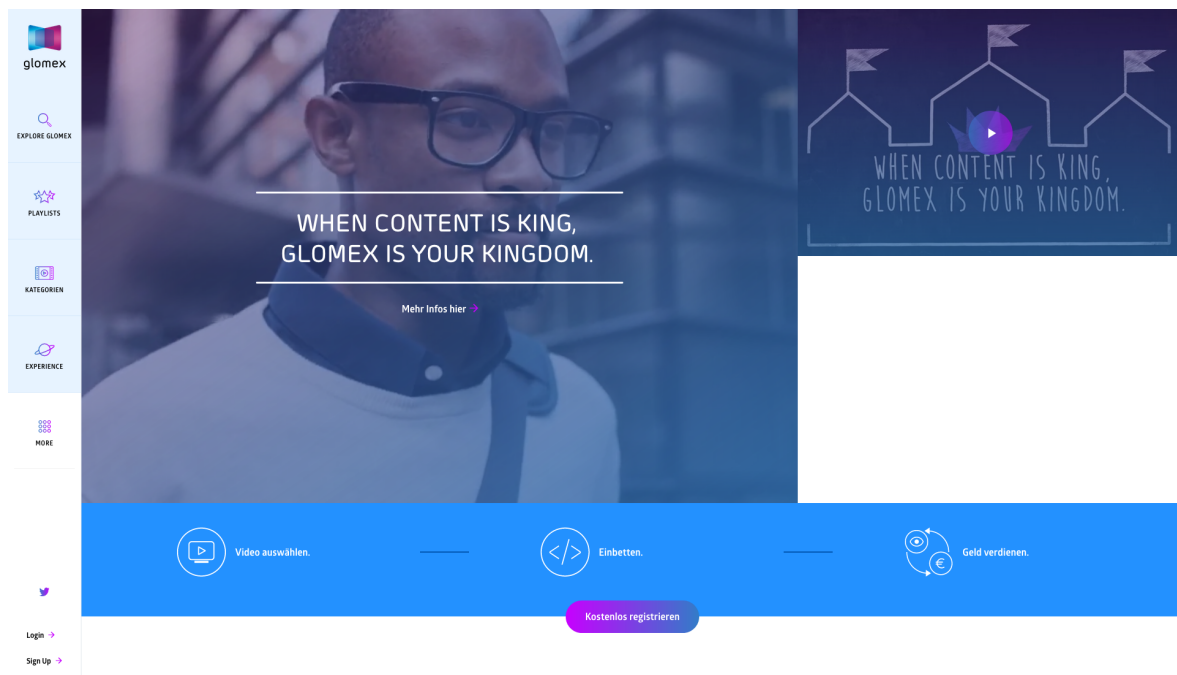 glomex
EXPLORE GLOMEX
PLAYLISTS
KATEGORIEN
EXPERIENCE
MORE
Login
Sign Up
WHEN CONTENT IS KING,
GLOMEX IS YOUR KINGDOM.
Mehr Infos hier
WHEN CONTENT IS KING,
GLOMEX IS YOUR KINGDOM.
Video auswählen.
</>
Einbetten.
€
Geld verdienen.
Kostenlos registrieren